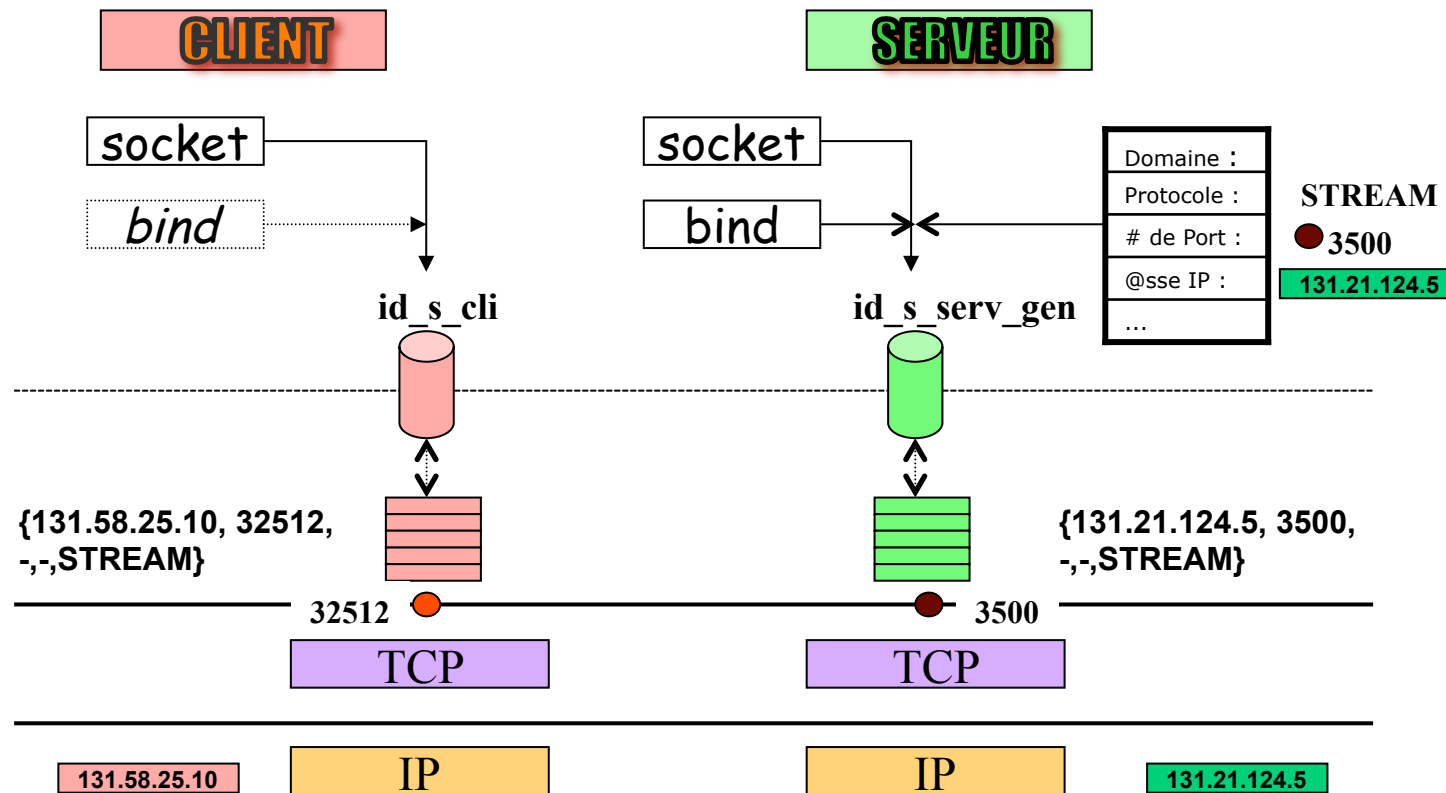 CLIENT
SERVEUR
socket
bind
socket
bind
Domaine :
Protocole :
# de Port :
@sse IP :
...
STREAM
3500
131.21.124.5
id_s_cli
id_s_serv_gen
{131.58.25.10, 32512,
-,-,STREAM}
{131.21.124.5, 3500,
-,-,STREAM}
32512
3500
TCP
TCP
131.58.25.10
IP
IP
131.21.124.5